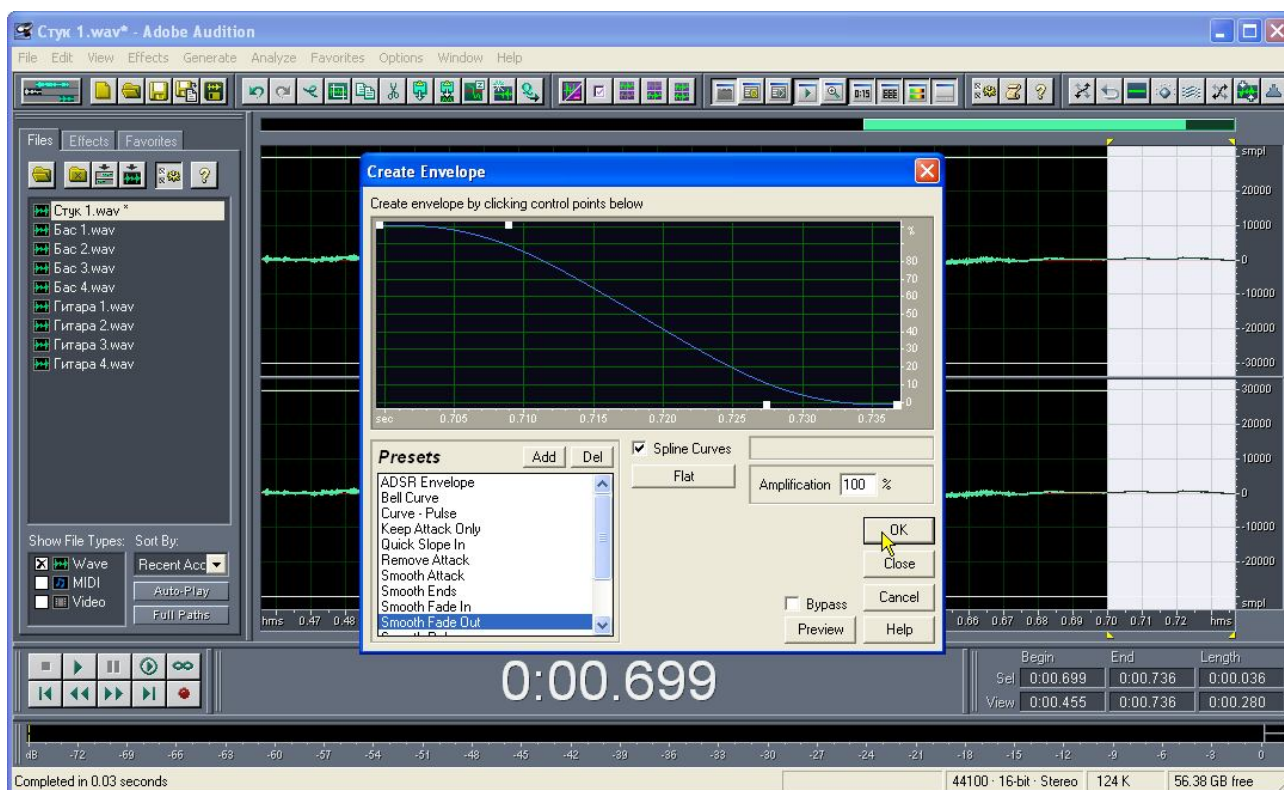 Стук 1.wav* - Adobe Audition
File Edit View Effects Generate Analyze Favorites Options Window Help
Files Effects Favorites
Стук 1.wav *
Бас 1.wav
Бас 2.wav
Бас 3.wav
Бас 4.wav
Гитара 1.wav
Гитара 2.wav
Гитара 3.wav
Гитара 4.wav
Show File Types: Sort By:
Wave Recent Acc
MIDI Auto-Play
Video Full Paths
Create Envelope
Create envelope by clicking control points below
%
80
70
60
50
40
30
20
10
0
sec 0.705 0.710 0.715 0.720 0.725 0.730 0.735
Presets Add Del
ADSR Envelope
Bell Curve
Curve - Pulse
Keep Attack Only
Quick Slope In
Remove Attack
Smooth Attack
Smooth Ends
Smooth Fade In
Smooth Fade Out
Spline Curves
Flat
Amplification 100 %
OK
Close
Bypass Cancel
Preview Help
smpl
20000
10000
0
-10000
-20000
-30000
30000
20000
10000
0
-10000
-20000
smpl
hms 0.47 0.48 0.66 0.67 0.68 0.69 0.70 0.71 0.72 hms
0:00.699
Begin End Length
Sel 0:00.699 0:00.736 0:00.036
View 0:00.455 0:00.736 0:00.280
dB -72 -69 -66 -63 -60 -57 -54 -51 -48 -45 -42 -39 -36 -33 -30 -27 -24 -21 -18 -15 -12 -9 -6 -3 0
Completed in 0.03 seconds 44100 · 16-bit · Stereo 124 K 56.38 GB free